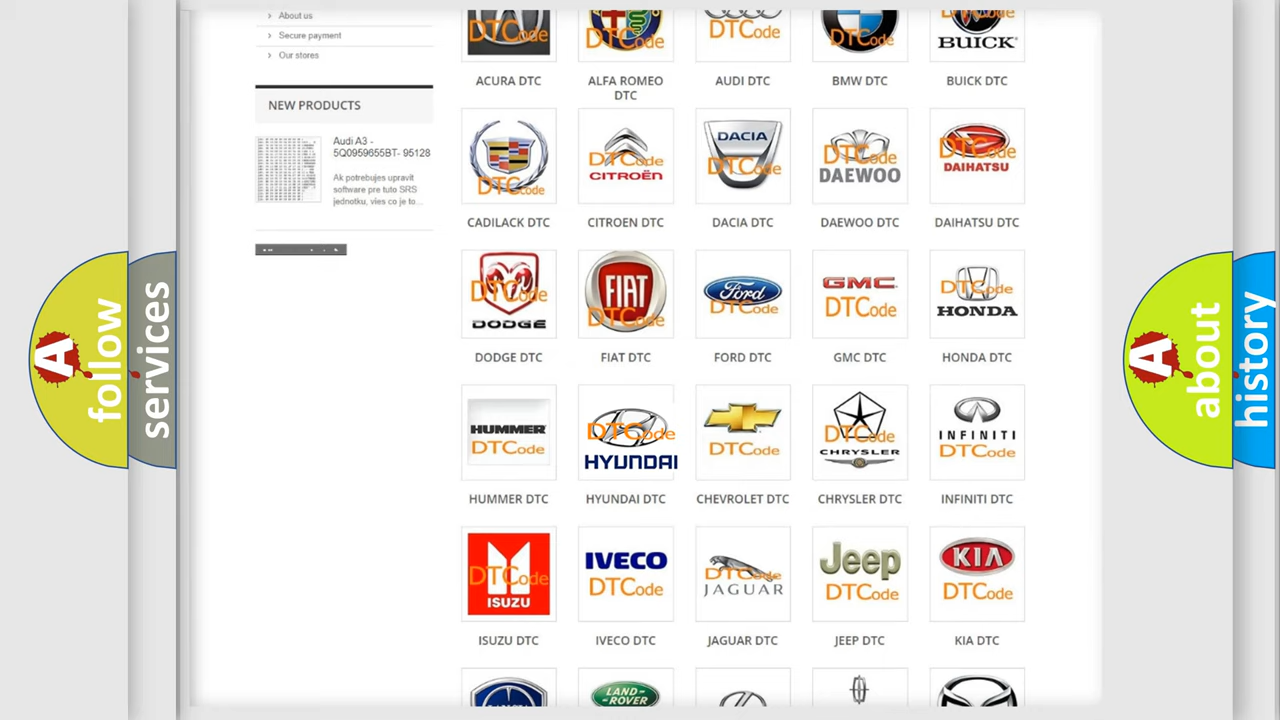 About us
Secure payment
Our stores
NEW PRODUCTS
Audi A3 -
5Q0959655BT- 95128
Ak potrebujes upravit
software pre tuto SRS
jednotku, vies co je to...
DTCode
DTCode
DTCode
DTCode
BUICK
ACURA DTC
ALFA ROMEO
DTC
AUDI DTC
BMW DTC
BUICK DTC
DTCode
DTCode
CITROËN
DACIA
DTCode
DTCode
DAEWOO
DTCode
DAIHATSU
CADILACK DTC
CITROEN DTC
DACIA DTC
DAEWOO DTC
DAIHATSU DTC
DTCode
DODGE
FIAT
DTCode
Ford
DTCode
GMC
DTCode
DTCode
HONDA
DODGE DTC
FIAT DTC
FORD DTC
GMC DTC
HONDA DTC
HUMMER
DTCode
DTCode
HYUNDAI
DTCode
DTCode
CHRYSLER
INFINITI
DTCode
HUMMER DTC
HYUNDAI DTC
CHEVROLET DTC
CHRYSLER DTC
INFINITI DTC
DTCode
ISUZU
IVECO
DTCode
DTCode
JAGUAR
Jeep
DTCode
KIA
DTCode
ISUZU DTC
IVECO DTC
JAGUAR DTC
JEEP DTC
KIA DTC
LAND-
ROVER
A
follow
services
A
about
history